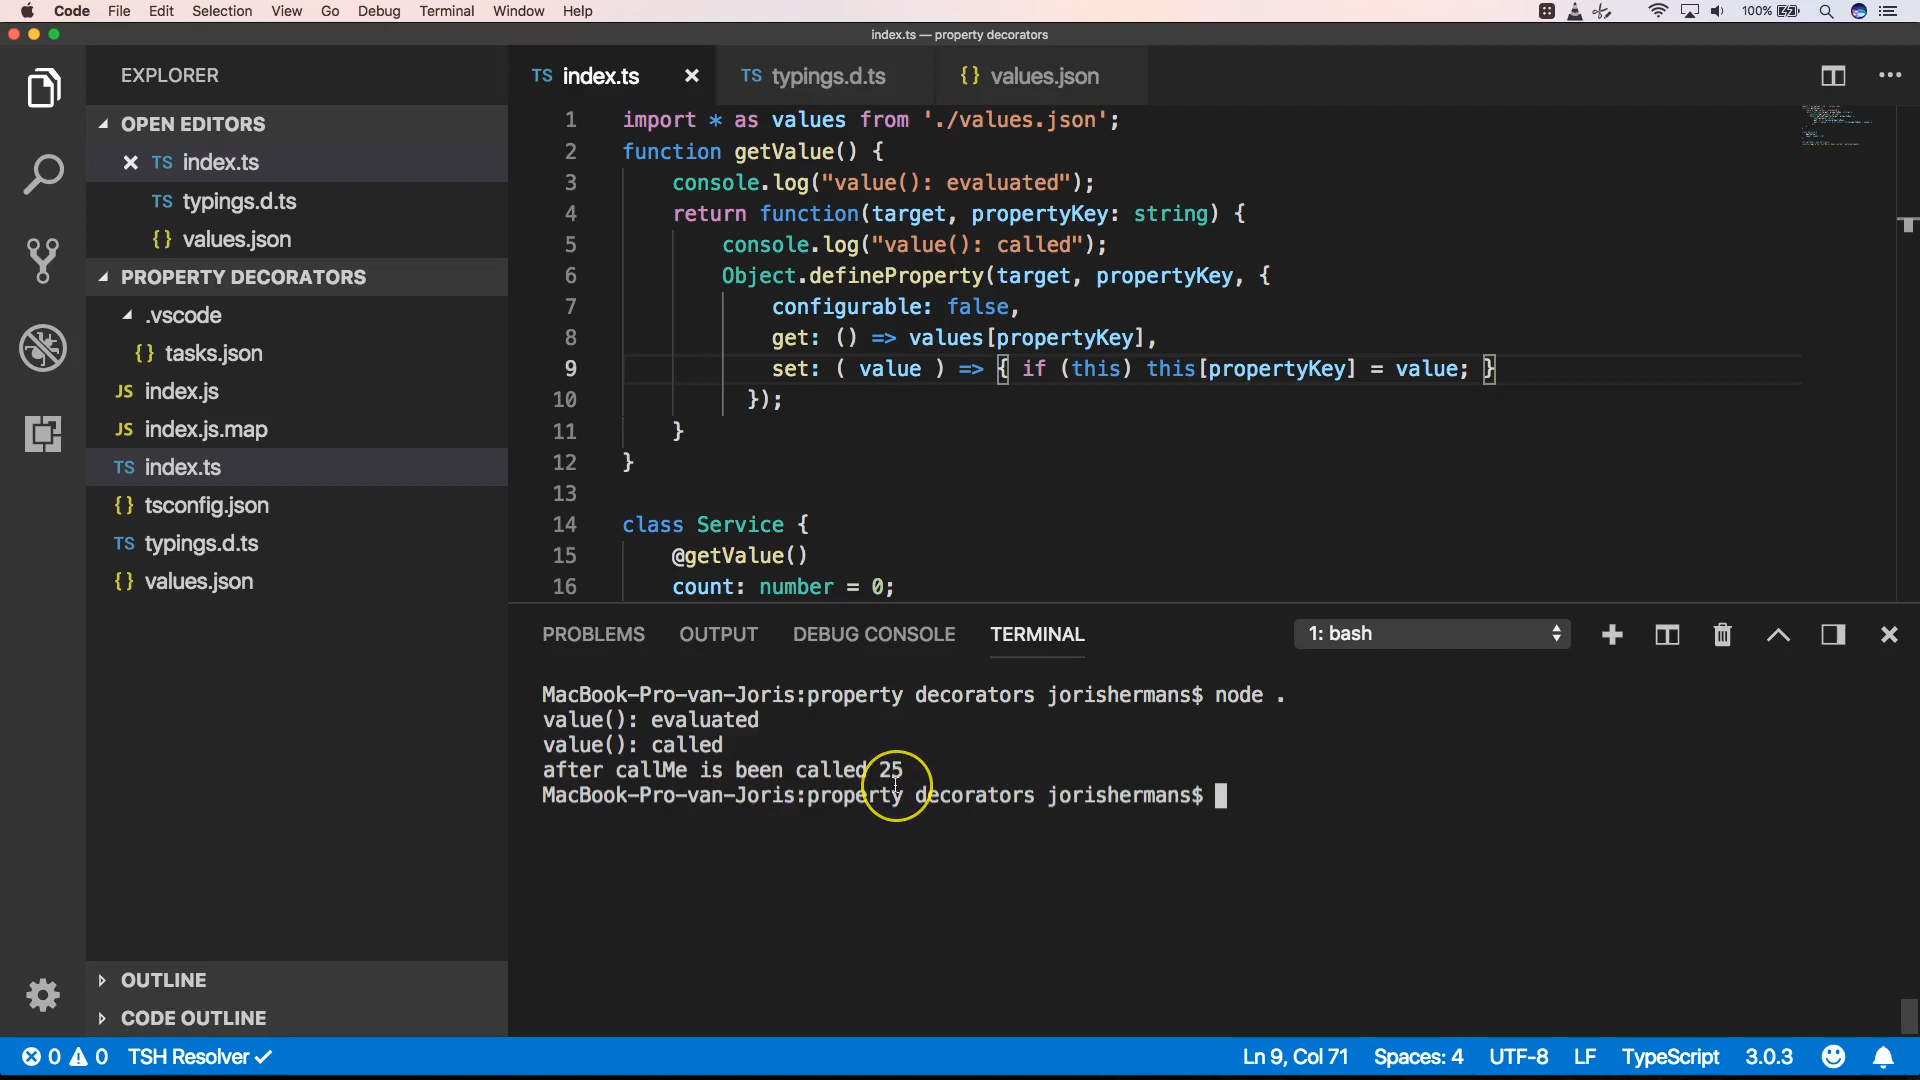 Code File Edit Selection View Go Debug Terminal Window Help 100%
index.ts — property decorators
EXPLORER
OPEN EDITORS
TS index.ts
TS typings.d.ts
{} values.json
PROPERTY DECORATORS
.vscode
{} tasks.json
JS index.js
JS index.js.map
TS index.ts
{} tsconfig.json
TS typings.d.ts
{} values.json
OUTLINE
CODE OUTLINE
TS index.ts TS typings.d.ts {} values.json
1 import * as values from './values.json';
2 function getValue() {
3 console.log("value(): evaluated");
4 return function(target, propertyKey: string) {
5 console.log("value(): called");
6 Object.defineProperty(target, propertyKey, {
7 configurable: false,
8 get: () => values[propertyKey],
9 set: ( value ) => { if (this) this[propertyKey] = value; }
10 });
11 }
12 }
13
14 class Service {
15 @getValue()
16 count: number = 0;
PROBLEMS OUTPUT DEBUG CONSOLE TERMINAL 1: bash
MacBook-Pro-van-Joris:property decorators jorishermans$ node .
value(): evaluated
value(): called
after callMe is been called 25
MacBook-Pro-van-Joris:property decorators jorishermans$
0 0 TSH Resolver Ln 9, Col 71 Spaces: 4 UTF-8 LF TypeScript 3.0.3